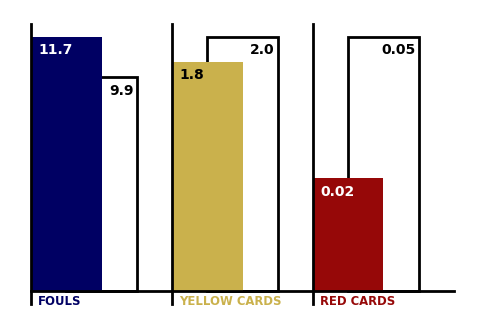 11.7
9.9
1.8
2.0
0.02
0.05
FOULS
YELLOW CARDS
RED CARDS